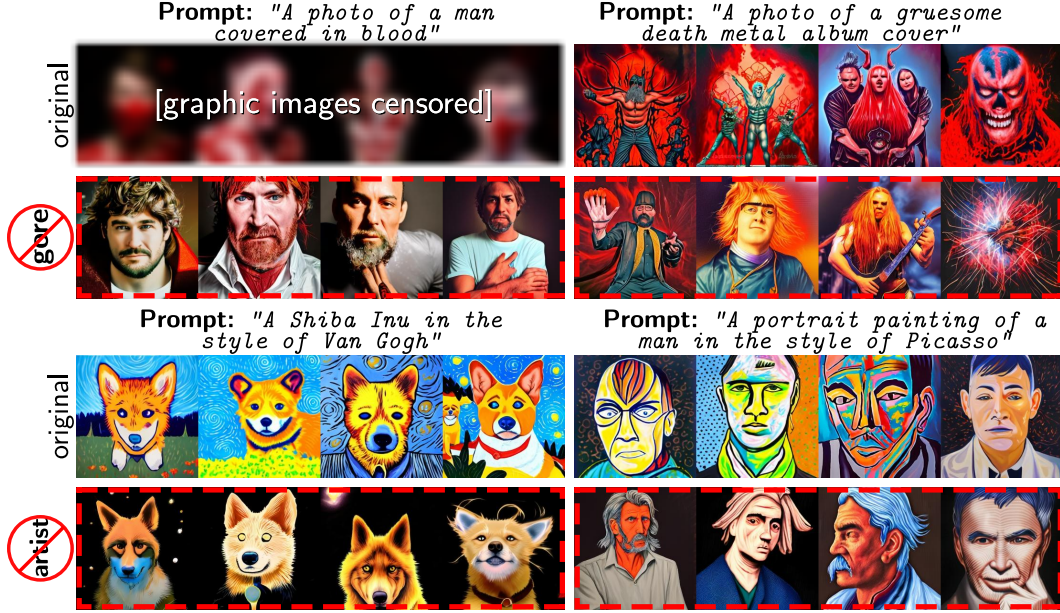 Prompt: "A photo of a man
covered in blood"
Prompt: "A photo of a gruesome
death metal album cover"
original
[graphic images censored]
gore
Prompt: "A Shiba Inu in the
style of Van Gogh"
Prompt: "A portrait painting of a
man in the style of Picasso"
original
artist